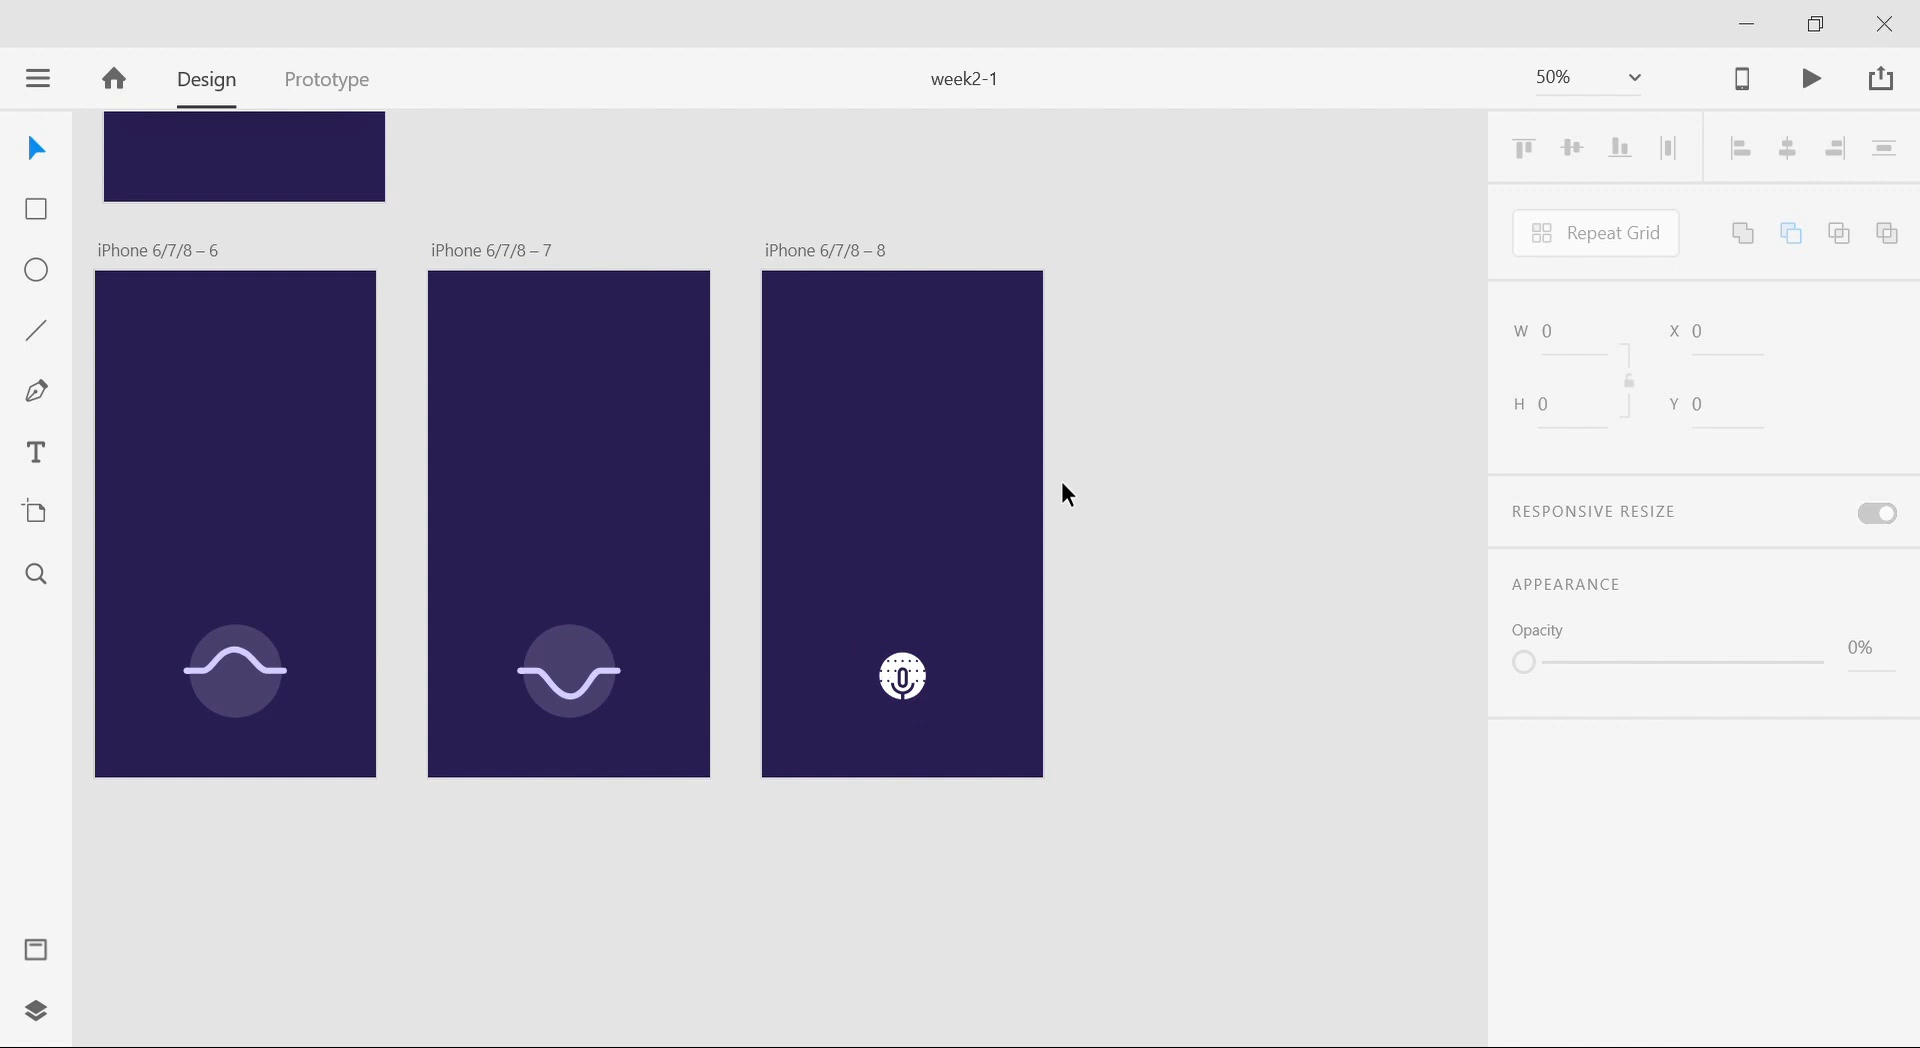 Design
Prototype
week2-1
50%
iPhone 6/7/8 – 6
iPhone 6/7/8 – 7
iPhone 6/7/8 – 8
Repeat Grid
W 0
X 0
H 0
Y 0
RESPONSIVE RESIZE
APPEARANCE
Opacity
0%